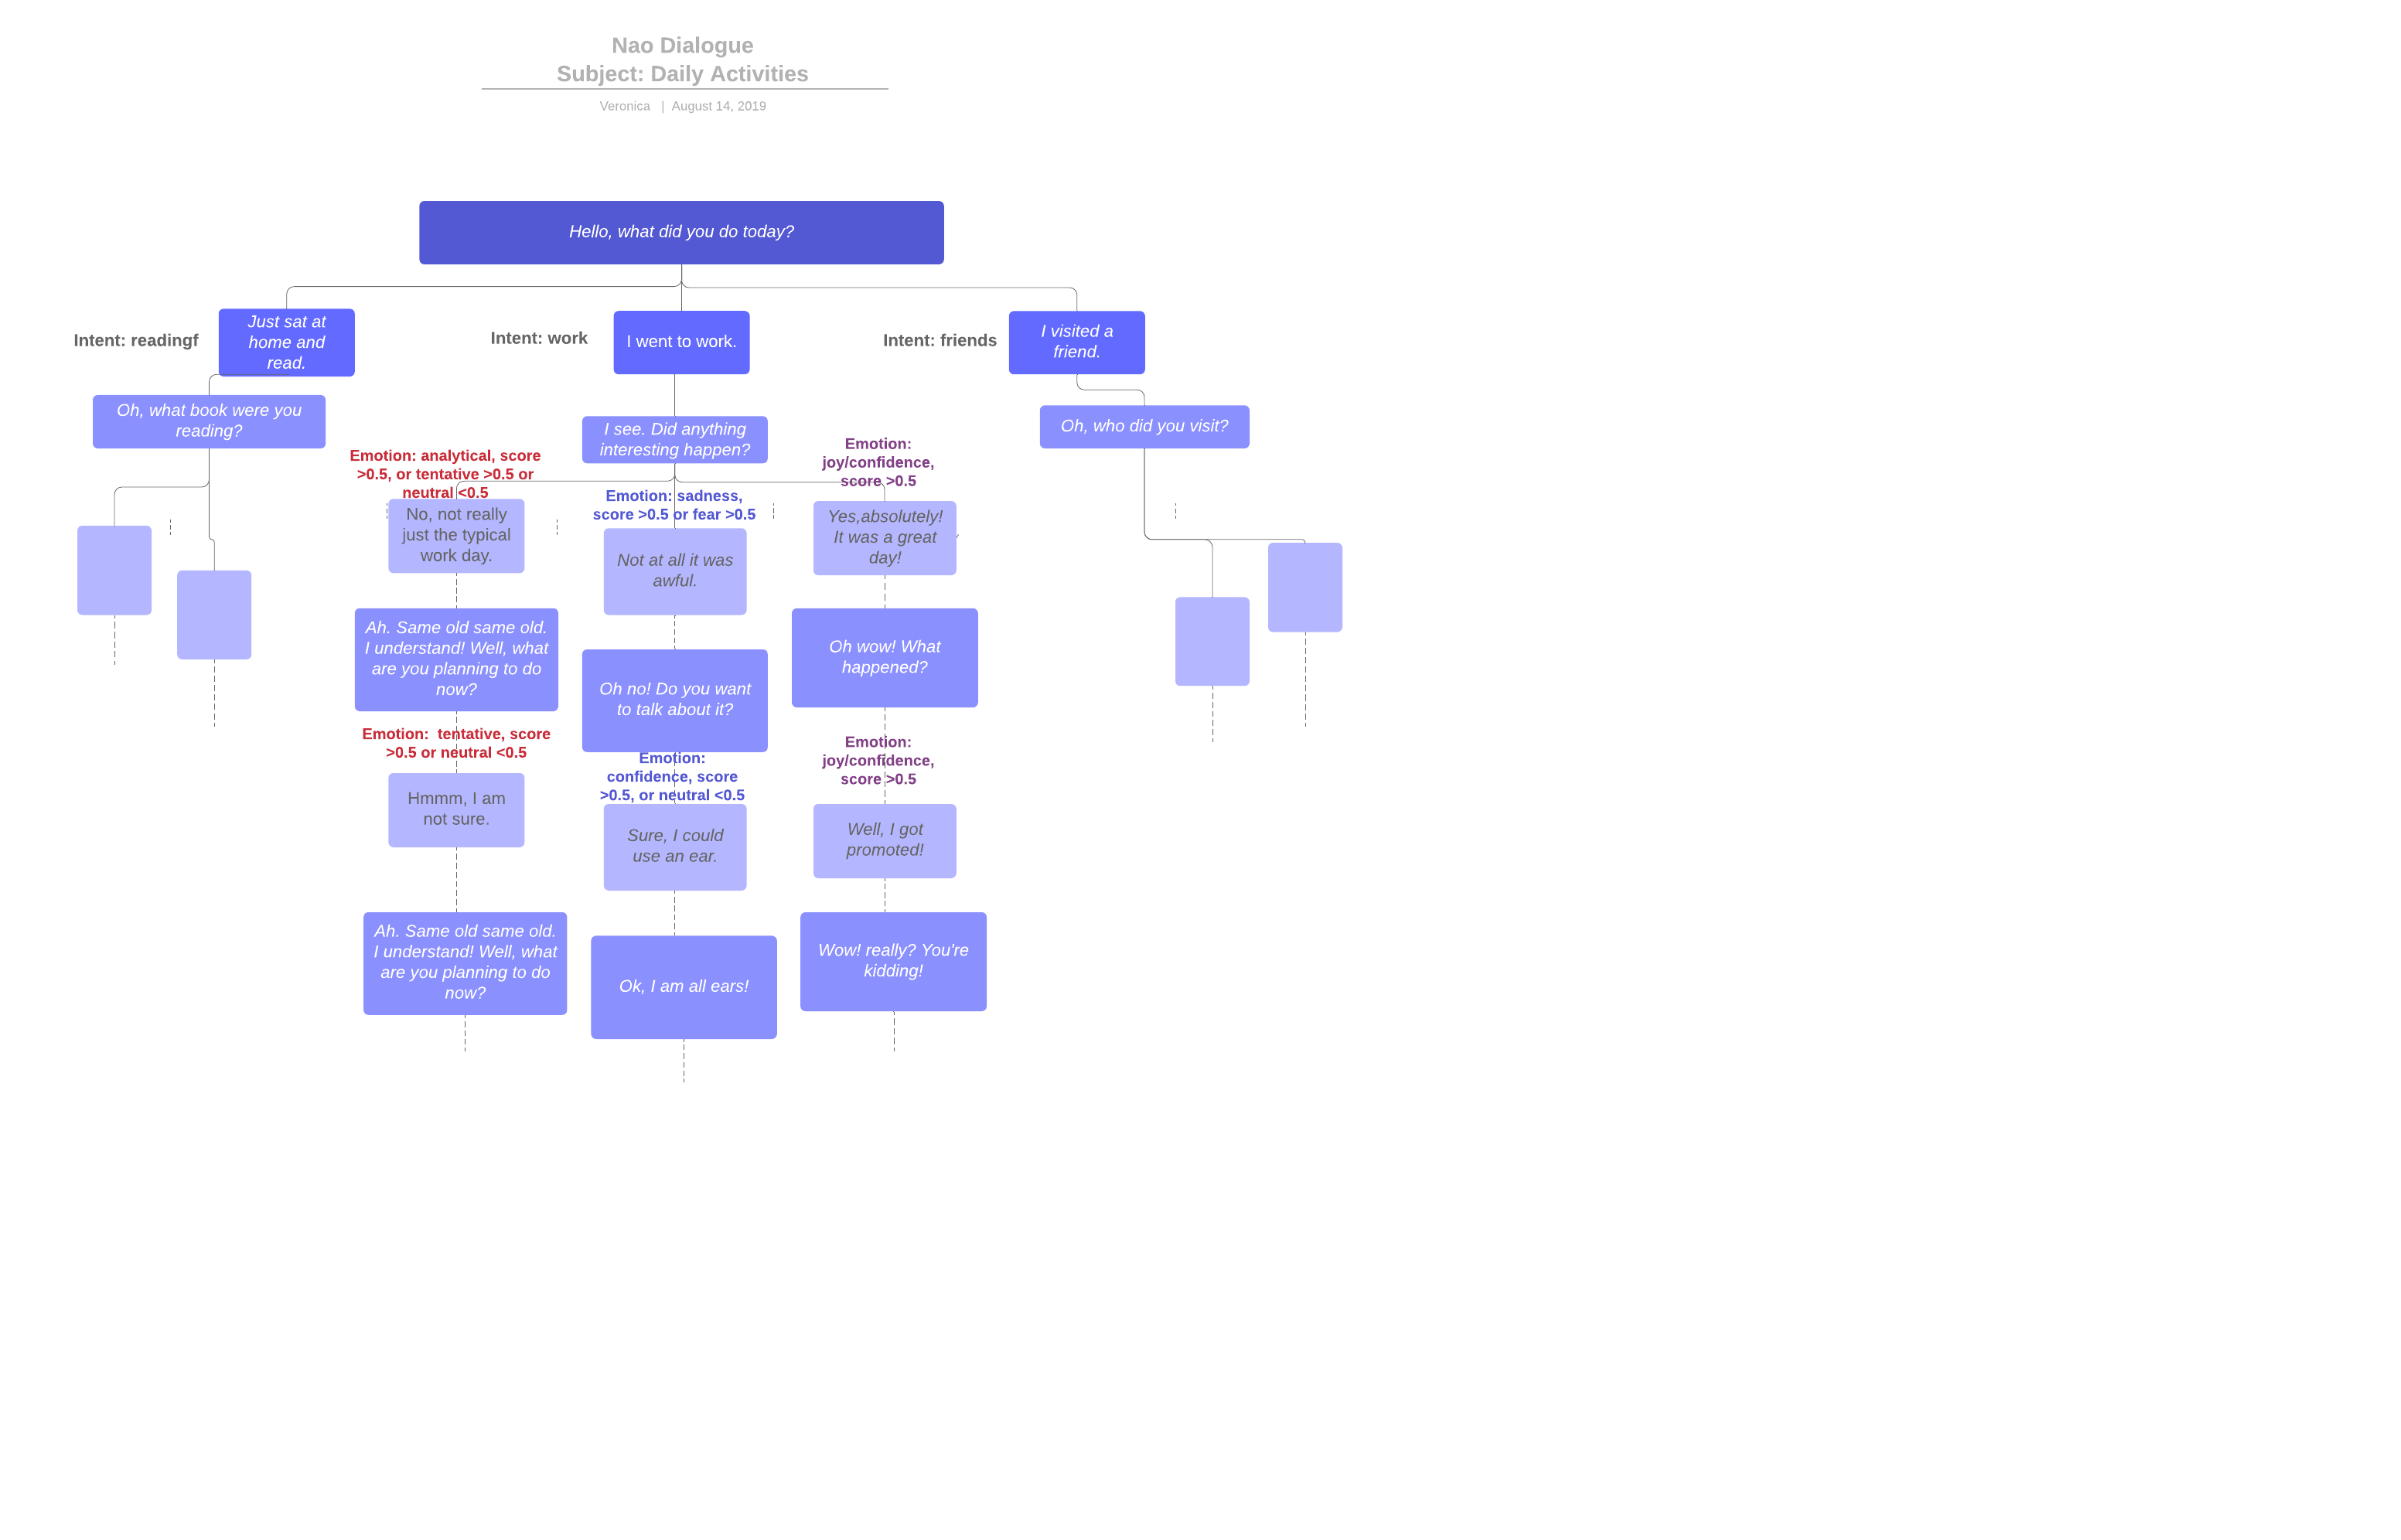 Nao Dialogue
Subject: Daily Activities
Veronica | August 14, 2019
Hello, what did you do today?
Intent: readingf
Just sat at
home and
read.
Intent: work
I went to work.
Intent: friends
I visited a
friend.
Oh, what book were you
reading?
I see. Did anything
interesting happen?
Oh, who did you visit?
Emotion: analytical, score
>0.5, or tentative >0.5 or
neutral <0.5
Emotion: sadness,
score >0.5 or fear >0.5
Emotion:
joy/confidence,
score >0.5
No, not really
just the typical
work day.
Not at all it was
awful.
Yes,absolutely!
It was a great
day!
Ah. Same old same old.
I understand! Well, what
are you planning to do
now?
Oh no! Do you want
to talk about it?
Oh wow! What
happened?
Emotion:  tentative, score
>0.5 or neutral <0.5
Emotion:
confidence, score
>0.5, or neutral <0.5
Emotion:
joy/confidence,
score >0.5
Hmmm, I am
not sure.
Sure, I could
use an ear.
Well, I got
promoted!
Ah. Same old same old.
I understand! Well, what
are you planning to do
now?
Ok, I am all ears!
Wow! really? You're
kidding!